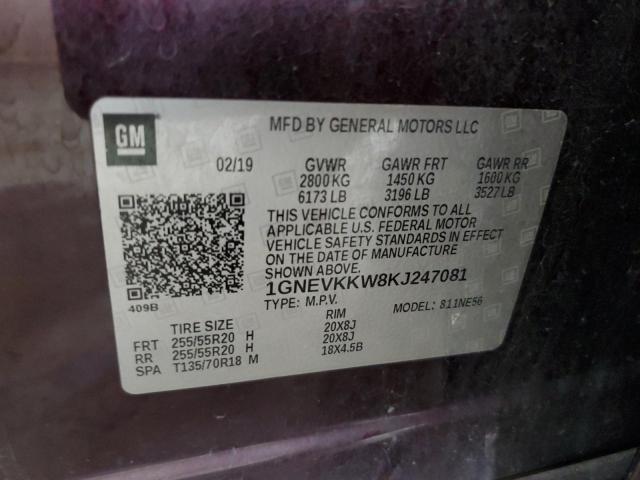 GM
MFD BY GENERAL MOTORS LLC
02/19 GVWR GAWR FRT GAWR RR
2800 KG 1450 KG 1600 KG
6173 LB 3196 LB 3527 LB
THIS VEHICLE CONFORMS TO ALL
APPLICABLE U.S. FEDERAL MOTOR
VEHICLE SAFETY STANDARDS IN EFFECT
ON THE DATE OF MANUFACTURE
SHOWN ABOVE.
1GNEVKKW8KJ247081
409B TYPE: M.P.V. MODEL: 811NE56
TIRE SIZE RIM
FRT 255/55R20 H 20X8J
RR 255/55R20 H 20X8J
SPA T135/70R18 M 18X4.5B